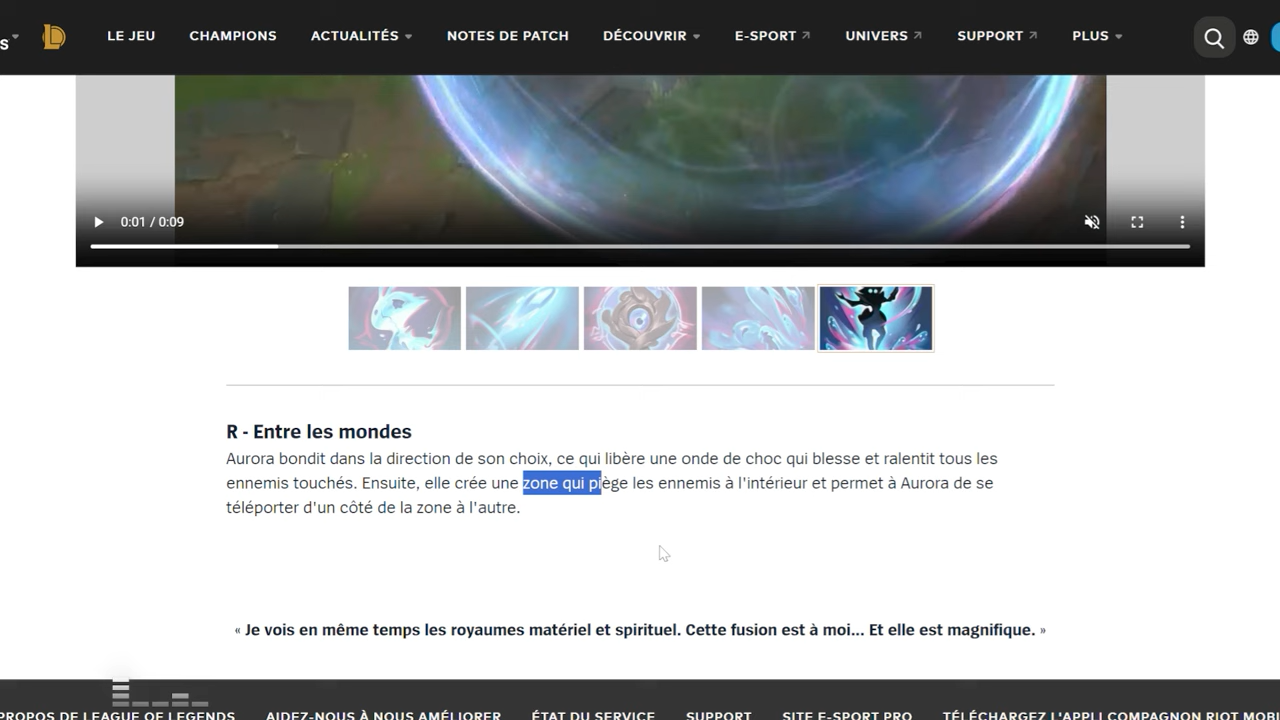 S
LE JEU CHAMPIONS ACTUALITÉS NOTES DE PATCH DÉCOUVRIR E-SPORT UNIVERS SUPPORT PLUS
0:01 / 0:09
R - Entre les mondes
Aurora bondit dans la direction de son choix, ce qui libère une onde de choc qui blesse et ralentit tous les
ennemis touchés. Ensuite, elle crée une zone qui piège les ennemis à l'intérieur et permet à Aurora de se
téléporter d'un côté de la zone à l'autre.
« Je vois en même temps les royaumes matériel et spirituel. Cette fusion est à moi... Et elle est magnifique. »
PROPOS DE LEAGUE OF LEGENDS AIDEZ-NOUS À NOUS AMÉLIORER ÉTAT DU SERVICE SUPPORT SITE E-SPORT PRO TÉLÉCHARGEZ L'APPLI COMPAGNON RIOT MOBI